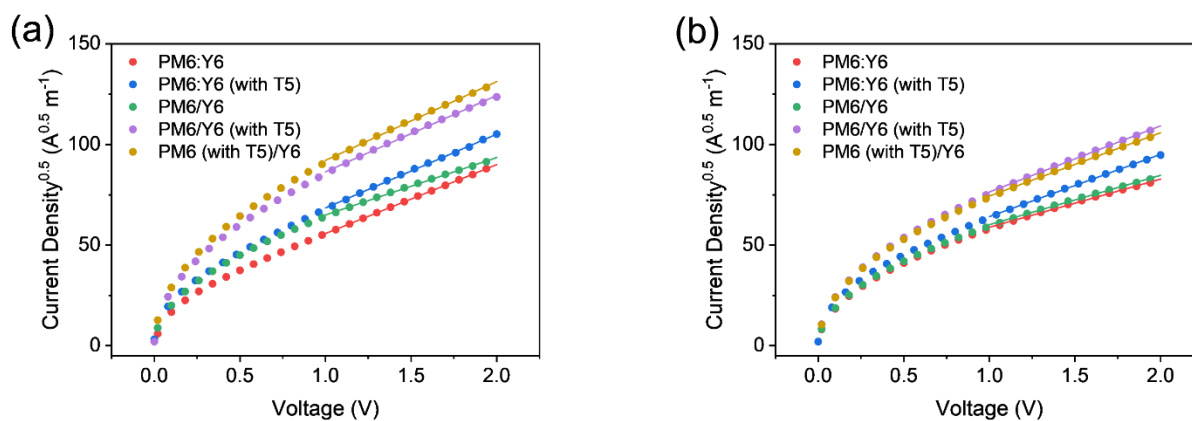 (a)
150
100
50
0
Current Density^0.5 (A^0.5 m^-1)
PM6:Y6
PM6:Y6 (with T5)
PM6/Y6
PM6/Y6 (with T5)
PM6 (with T5)/Y6
0.0 0.5 1.0 1.5 2.0
Voltage (V)
(b)
150
100
50
0
Current Density^0.5 (A^0.5 m^-1)
PM6:Y6
PM6:Y6 (with T5)
PM6/Y6
PM6/Y6 (with T5)
PM6 (with T5)/Y6
0.0 0.5 1.0 1.5 2.0
Voltage (V)